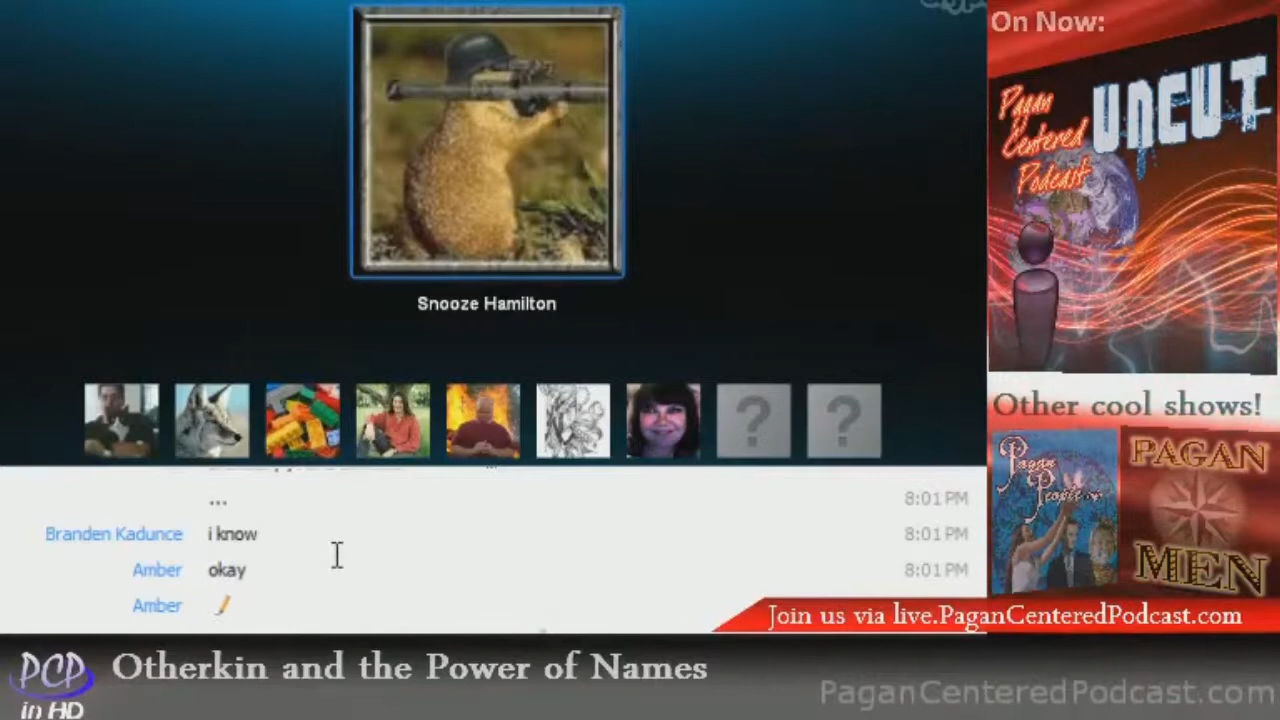 On Now:
Pagan
Centered
Podcast
UNCUT
Snooze Hamilton
?
?
Other cool shows!
Pagan
People
PAGAN
MEN
... 8:01 PM
Branden Kadunce i know 8:01 PM
Amber okay 8:01 PM
Amber
Join us via live.PaganCenteredPodcast.com
PCP
in HD
Otherkin and the Power of Names
PaganCenteredPodcast.com